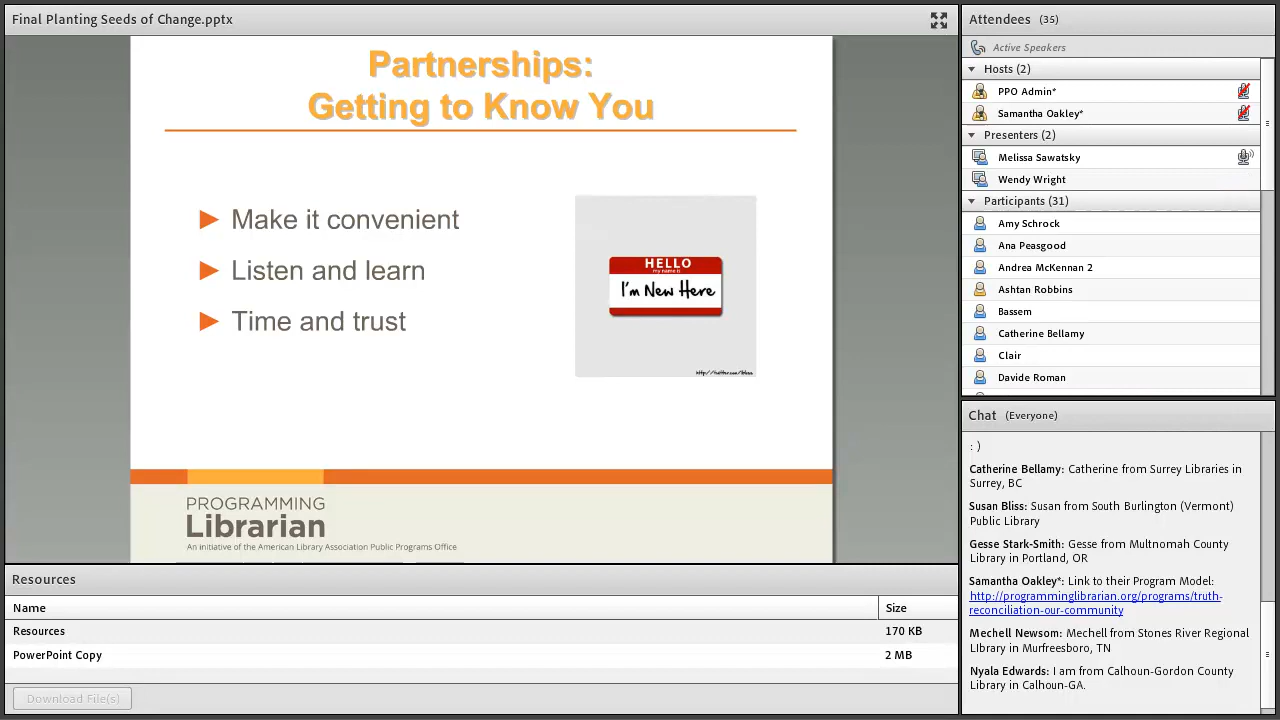 Final Planting Seeds of Change.pptx
Partnerships:
Getting to Know You
Make it convenient
Listen and learn
Time and trust
HELLO
my name is
I'm New Here
PROGRAMMING
Librarian
An initiative of the American Library Association Public Programs Office
Resources
Name Size
Resources 170 KB
PowerPoint Copy 2 MB
Download File(s)
Attendees (35)
Active Speakers
Hosts (2)
PPO Admin*
Samantha Oakley*
Presenters (2)
Melissa Sawatsky
Wendy Wright
Participants (31)
Amy Schrock
Ana Peasgood
Andrea McKennan 2
Ashtan Robbins
Bassem
Catherine Bellamy
Clair
Davide Roman
Chat (Everyone)
: )
Catherine Bellamy: Catherine from Surrey Libraries in
Surrey, BC
Susan Bliss: Susan from South Burlington (Vermont)
Public Library
Gesse Stark-Smith: Gesse from Multnomah County
Library in Portland, OR
Samantha Oakley*: Link to their Program Model:
http://programminglibrarian.org/programs/truth-
reconciliation-our-community
Mechell Newsom: Mechell from Stones River Regional
LIbrary in Murfreesboro, TN
Nyala Edwards: I am from Calhoun-Gordon County
Library in Calhoun-GA.